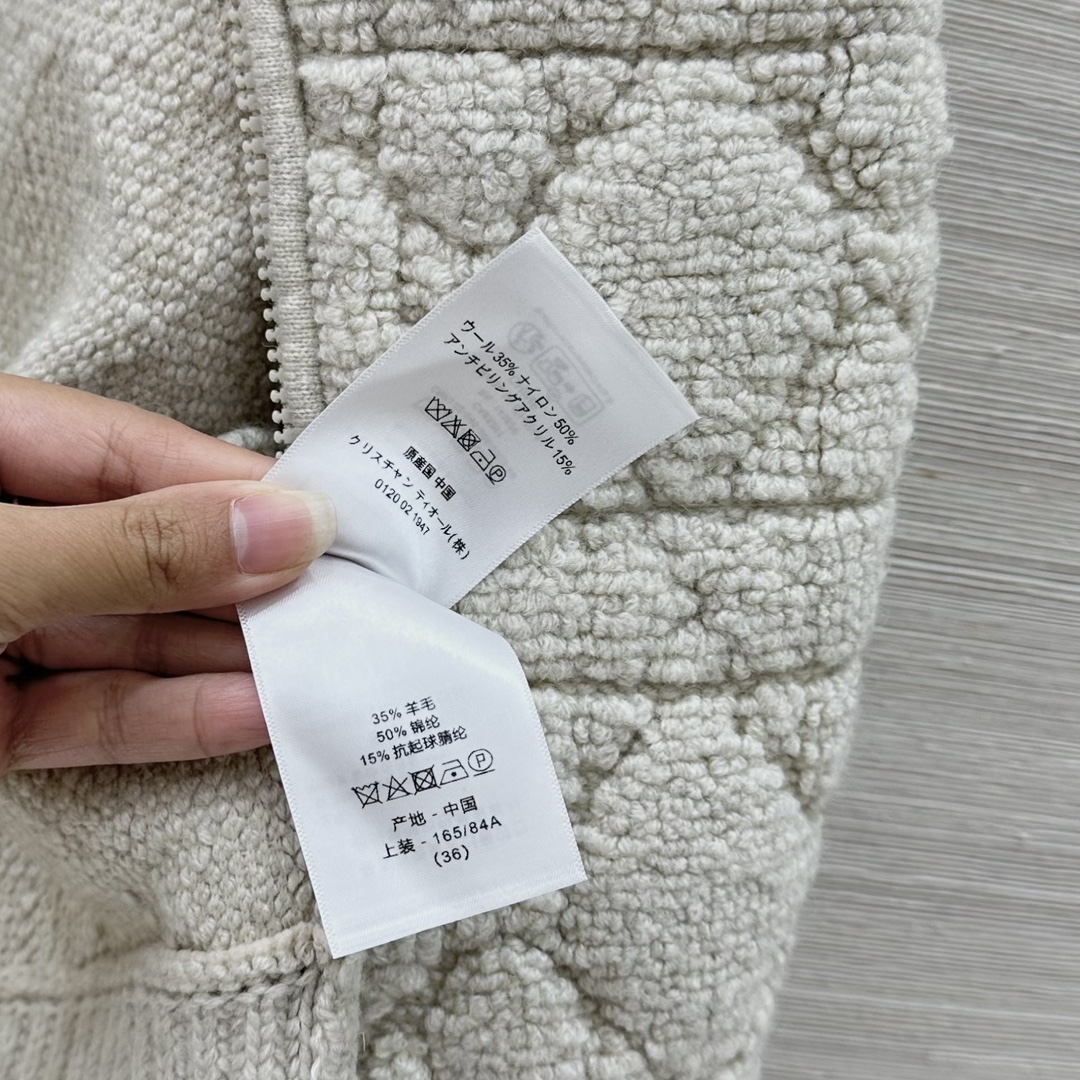 ウール 35% ナイロン 50%
アンチピリングアクリル 15%
P
原産国 中国
クリスチャン ディオール(株)
0120 02 1947
35% 羊毛
50% 锦纶
15% 抗起球腈纶
P
产地 - 中国
上装 - 165/84A
(36)